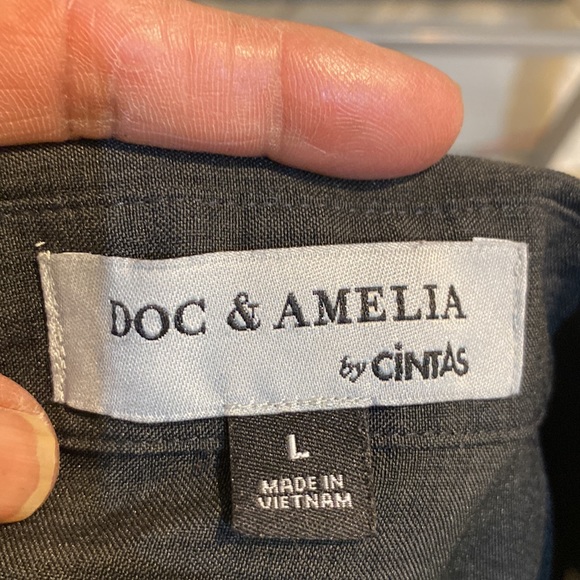 DOC & AMELIA
by CiNTAS
L
MADE IN
VIETNAM